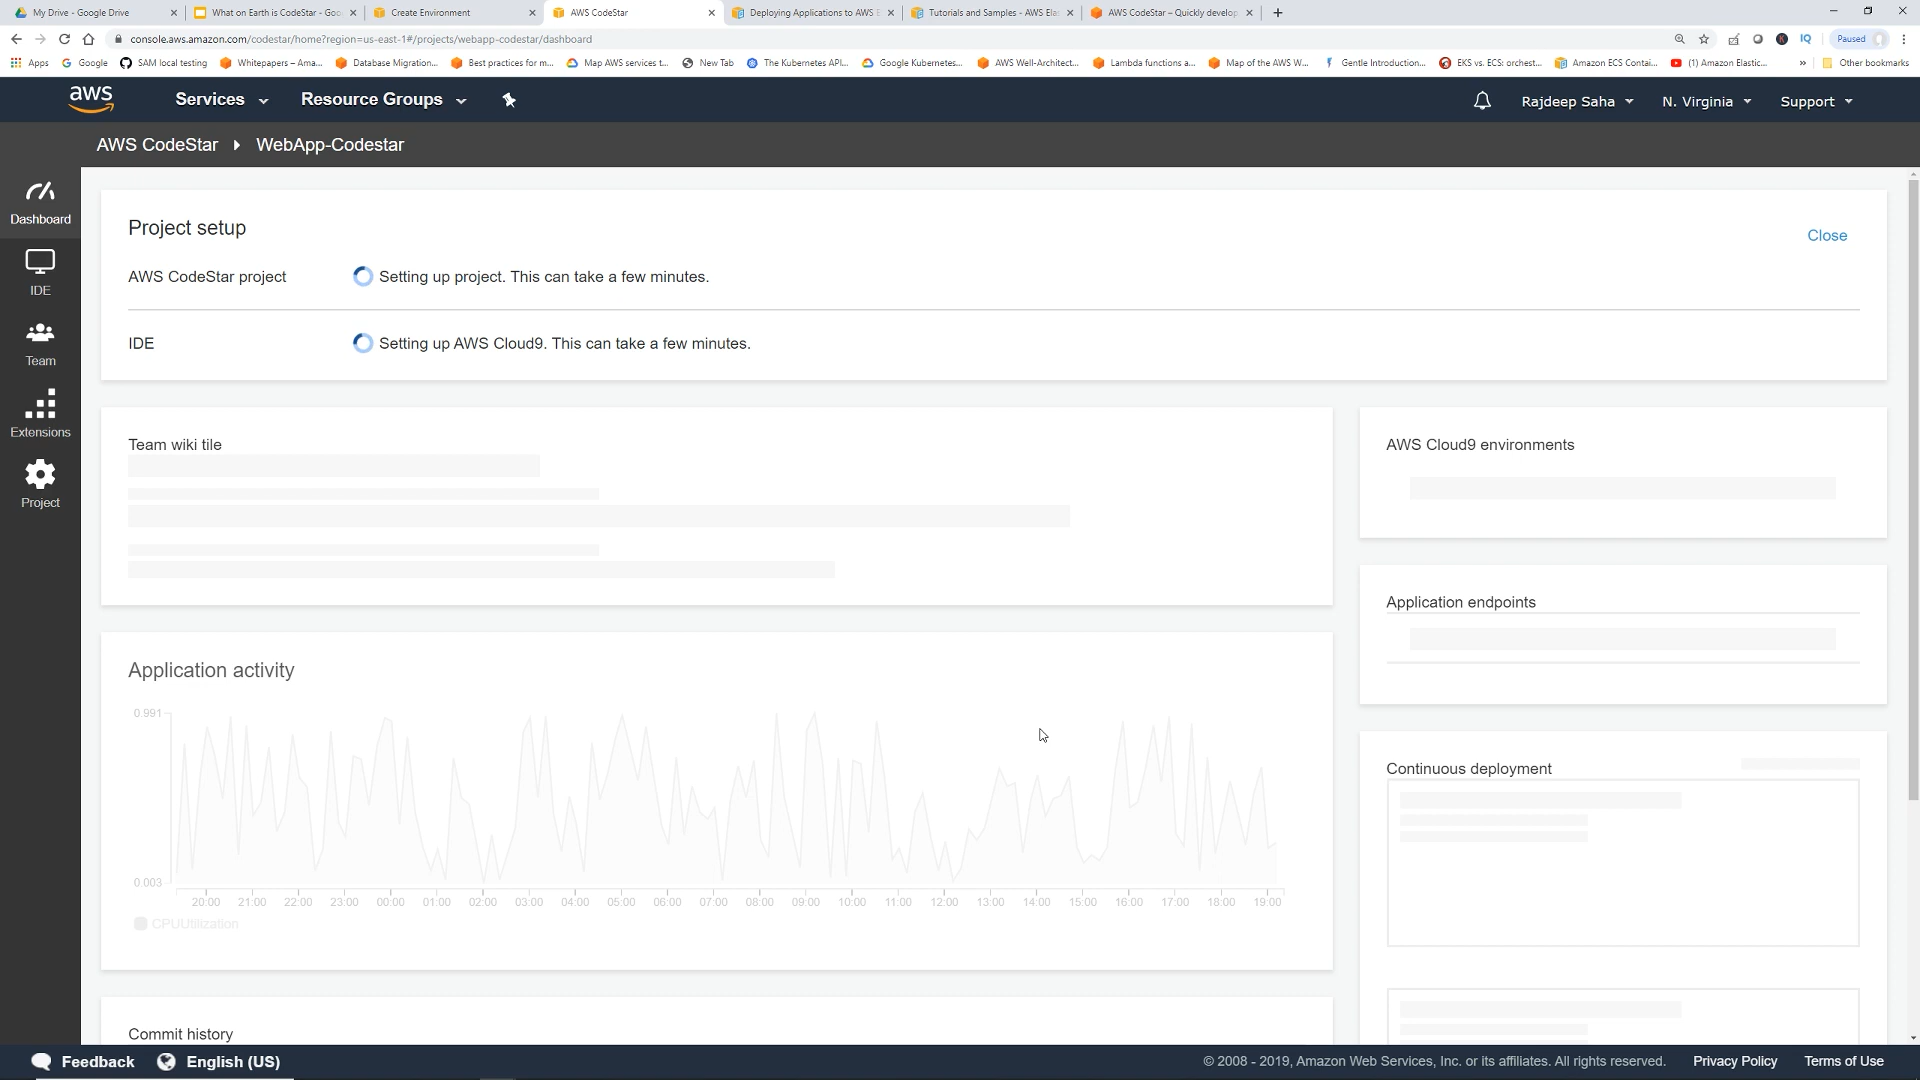 My Drive - Google Drive
What on Earth is CodeStar - Goo
Create Environment
AWS CodeStar
Deploying Applications to AWS E
Tutorials and Samples - AWS Ela
AWS CodeStar – Quickly develop,
console.aws.amazon.com/codestar/home?region=us-east-1#/projects/webapp-codestar/dashboard
IQ
Paused
Apps
Google
SAM local testing
Whitepapers – Ama...
Database Migration...
Best practices for m...
Map AWS services t...
New Tab
The Kubernetes API...
Google Kubernetes...
AWS Well-Architect...
Lambda functions a...
Map of the AWS W...
Gentle Introduction...
EKS vs. ECS: orchest...
Amazon ECS Contai...
(1) Amazon Elastic...
»
Other bookmarks
aws
Services
Resource Groups
Rajdeep Saha
N. Virginia
Support
AWS CodeStar
WebApp-Codestar
Dashboard
IDE
Team
Extensions
Project
Project setup
Close
AWS CodeStar project
Setting up project. This can take a few minutes.
IDE
Setting up AWS Cloud9. This can take a few minutes.
Team wiki tile
AWS Cloud9 environments
Application endpoints
Application activity
0.991
0.003
20:00 21:00 22:00 23:00 00:00 01:00 02:00 03:00 04:00 05:00 06:00 07:00 08:00 09:00 10:00 11:00 12:00 13:00 14:00 15:00 16:00 17:00 18:00 19:00
CPUUtilization
Continuous deployment
Commit history
Feedback
English (US)
© 2008 - 2019, Amazon Web Services, Inc. or its affiliates. All rights reserved.
Privacy Policy
Terms of Use